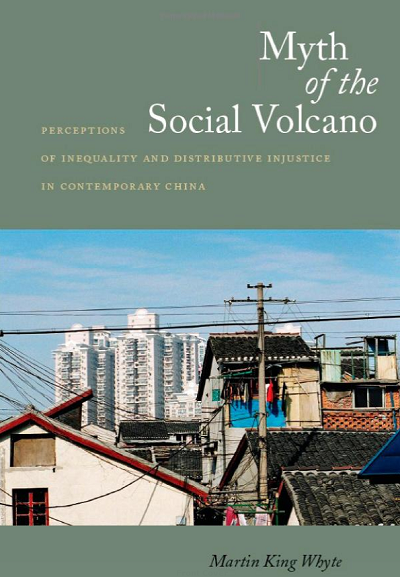 Myth
of the
Social Volcano
PERCEPTIONS
OF INEQUALITY AND DISTRIBUTIVE INJUSTICE
IN CONTEMPORARY CHINA
Martin King Whyte